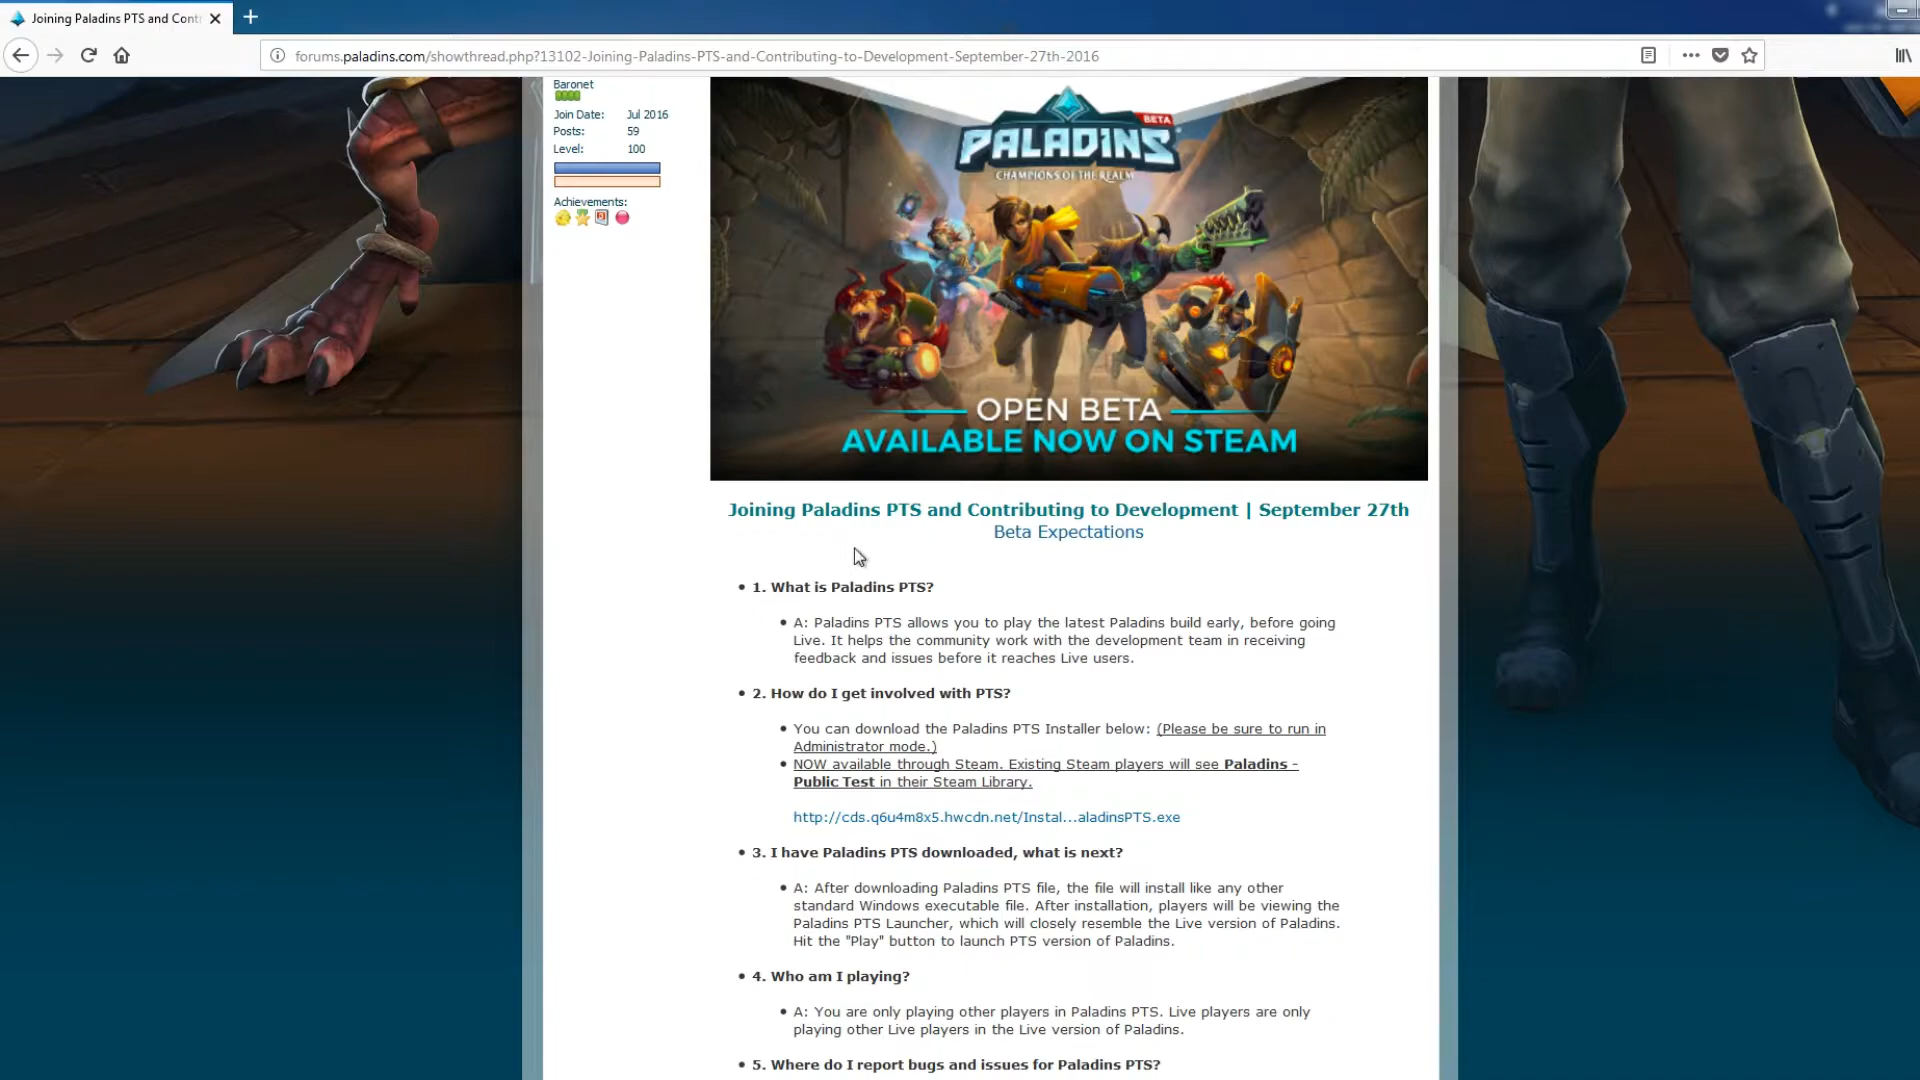 Joining Paladins PTS and Contr
forums.paladins.com/showthread.php?13102-Joining-Paladins-PTS-and-Contributing-to-Development-September-27th-2016
Baronet
Join Date: Jul 2016
Posts: 59
Level: 100
Achievements:
BETA
PALADINS
CHAMPIONS OF THE REALM
OPEN BETA
AVAILABLE NOW ON STEAM
Joining Paladins PTS and Contributing to Development | September 27th
Beta Expectations
• 1. What is Paladins PTS?
• A: Paladins PTS allows you to play the latest Paladins build early, before going
Live. It helps the community work with the development team in receiving
feedback and issues before it reaches Live users.
• 2. How do I get involved with PTS?
• You can download the Paladins PTS Installer below: (Please be sure to run in
Administrator mode.)
• NOW available through Steam. Existing Steam players will see Paladins -
Public Test in their Steam Library.
http://cds.q6u4m8x5.hwcdn.net/Instal...aladinsPTS.exe
• 3. I have Paladins PTS downloaded, what is next?
• A: After downloading Paladins PTS file, the file will install like any other
standard Windows executable file. After installation, players will be viewing the
Paladins PTS Launcher, which will closely resemble the Live version of Paladins.
Hit the "Play" button to launch PTS version of Paladins.
• 4. Who am I playing?
• A: You are only playing other players in Paladins PTS. Live players are only
playing other Live players in the Live version of Paladins.
• 5. Where do I report bugs and issues for Paladins PTS?